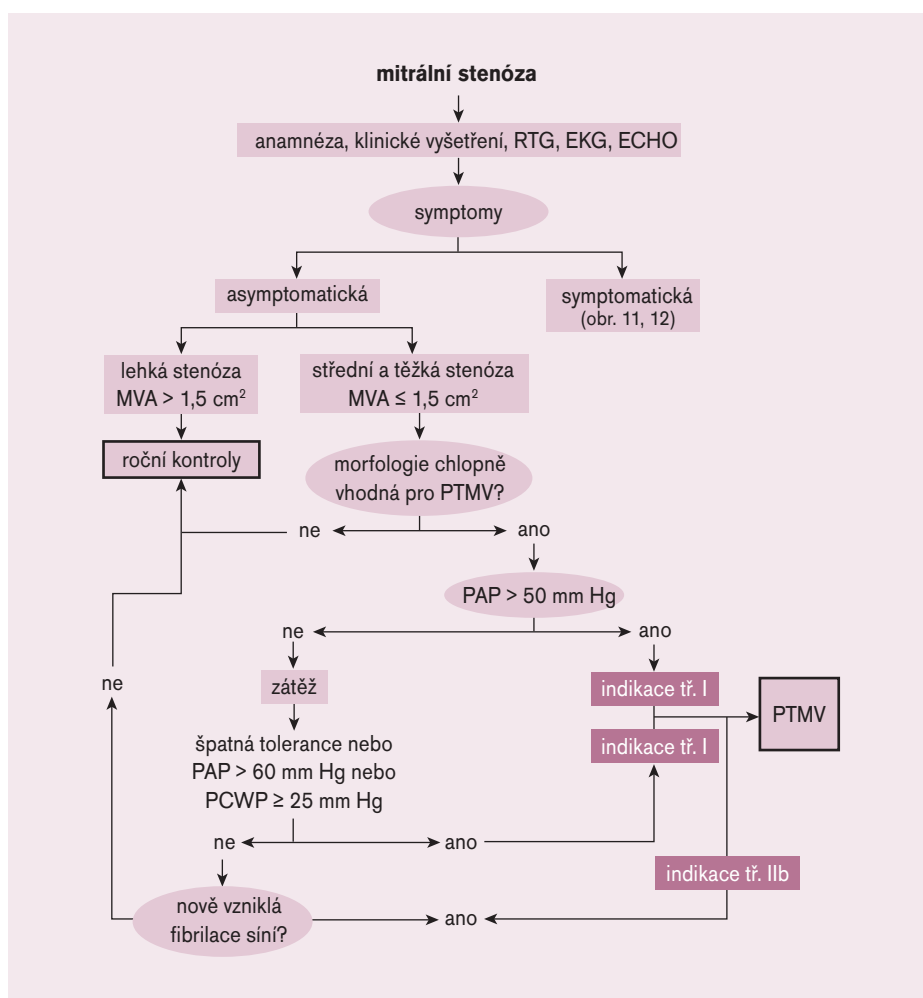 mitrální stenóza
anamnéza, klinické vyšetření, RTG, EKG, ECHO
symptomy
asymptomatická
symptomatická
(obr. 11, 12)
lehká stenóza
MVA > 1,5 cm²
střední a těžká stenóza
MVA ≤ 1,5 cm²
roční kontroly
morfologie chlopně
vhodná pro PTMV?
ne
ano
PAP > 50 mm Hg
ne
ano
ne
zátěž
indikace tř. I
PTMV
indikace tř. I
špatná tolerance nebo
PAP > 60 mm Hg nebo
PCWP ≥ 25 mm Hg
ne
ano
indikace tř. IIb
nově vzniklá
fibrilace síní?
ano